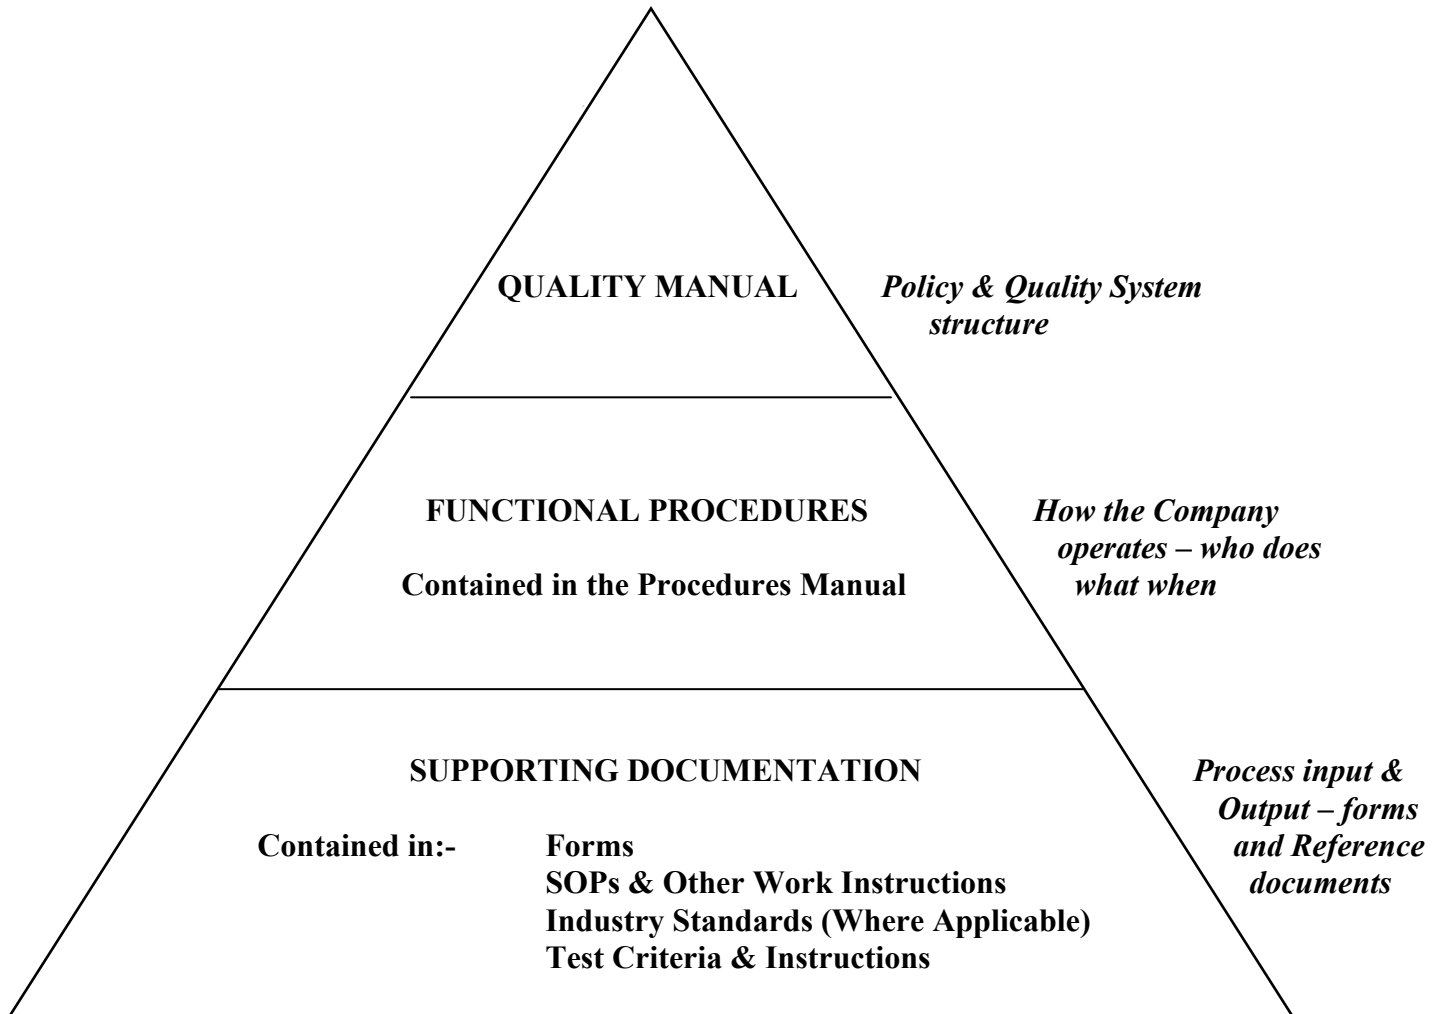 QUALITY MANUAL
Policy & Quality System
structure
FUNCTIONAL PROCEDURES
Contained in the Procedures Manual
How the Company
operates – who does
what when
SUPPORTING DOCUMENTATION
Contained in:- Forms
SOPs & Other Work Instructions
Industry Standards (Where Applicable)
Test Criteria & Instructions
Process input &
Output – forms
and Reference
documents